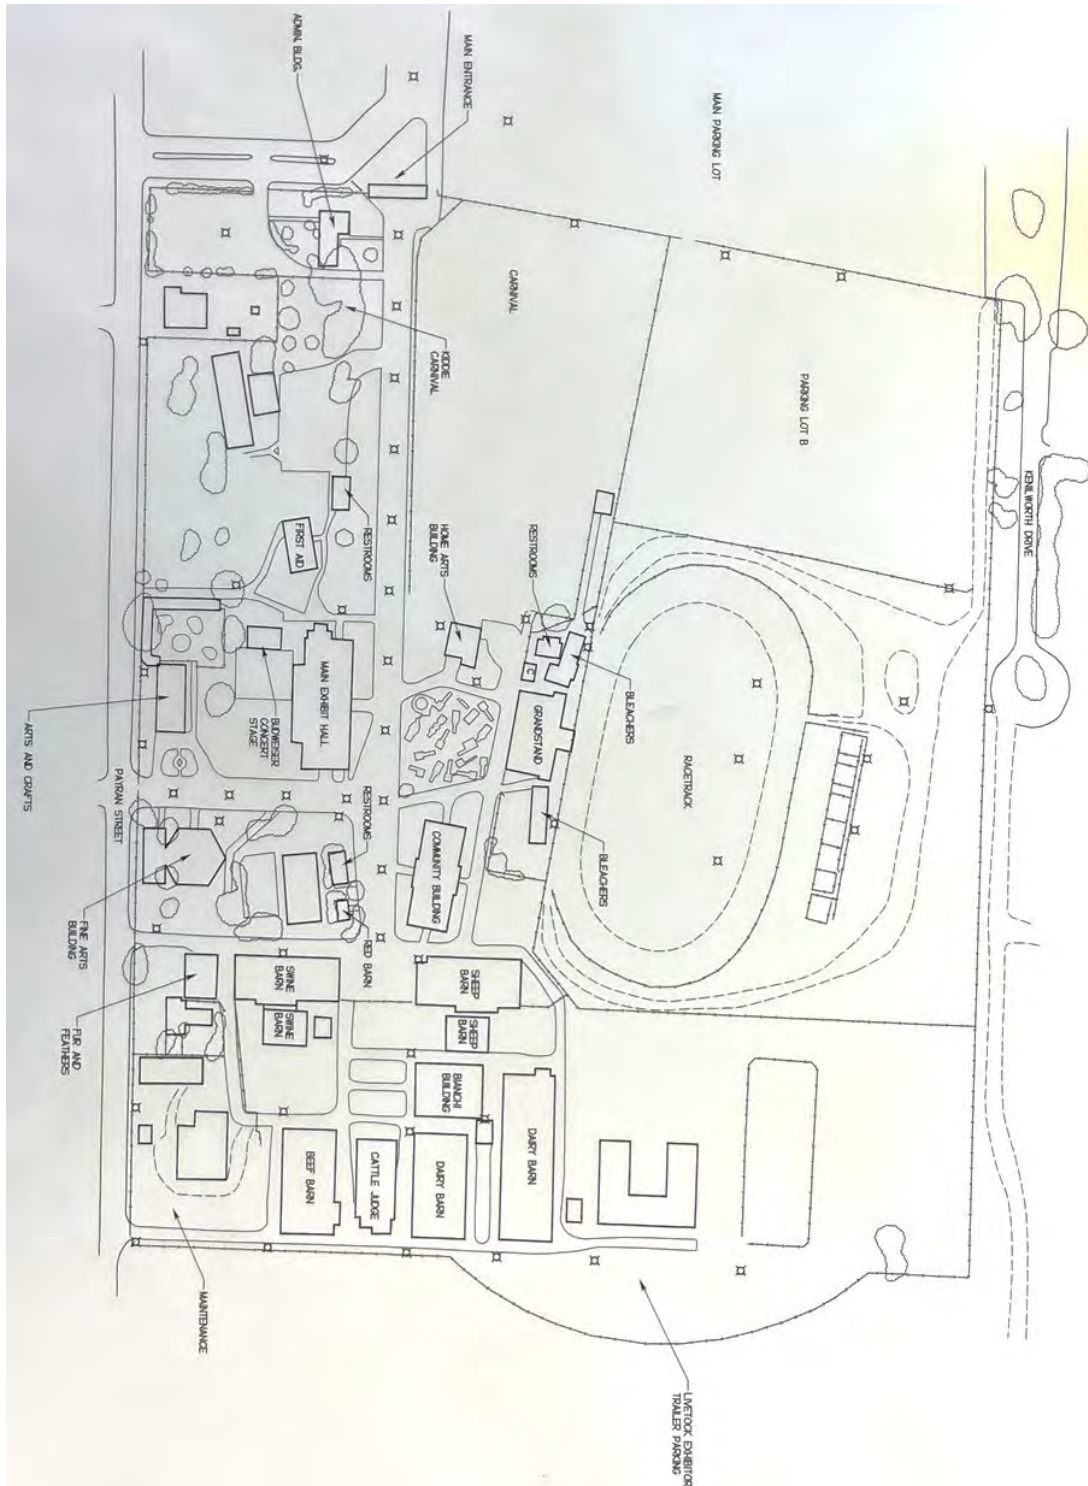 ADMIN. BLDG.
MAIN ENTRANCE
MAIN PARKING LOT
CARNIVAL
KIDDIE
CARNIVAL
PARKING LOT B
KENILWORTH DRIVE
RESTROOMS
FIRST AID
HOME ARTS
BUILDING
RESTROOMS
C
BLEACHERS
GRANDSTAND
RACETRACK
MAIN EXHIBIT HALL
BUDWEISER
CONCERT
STAGE
ARTS AND CRAFTS
PAYRAN STREET
RESTROOMS
COMMUNITY BUILDING
BLEACHERS
RED BARN
FINE ARTS
BUILDING
FUR AND
FEATHERS
SWINE
BARN
SWINE
BARN
SHEEP
BARN
SHEEP
BARN
BIANCHI
BUILDING
DAIRY BARN
BEEF BARN
CATTLE JUDGE
DAIRY BARN
MAINTENANCE
LIVETOCK EXHIBITOR
TRAILER PARKING